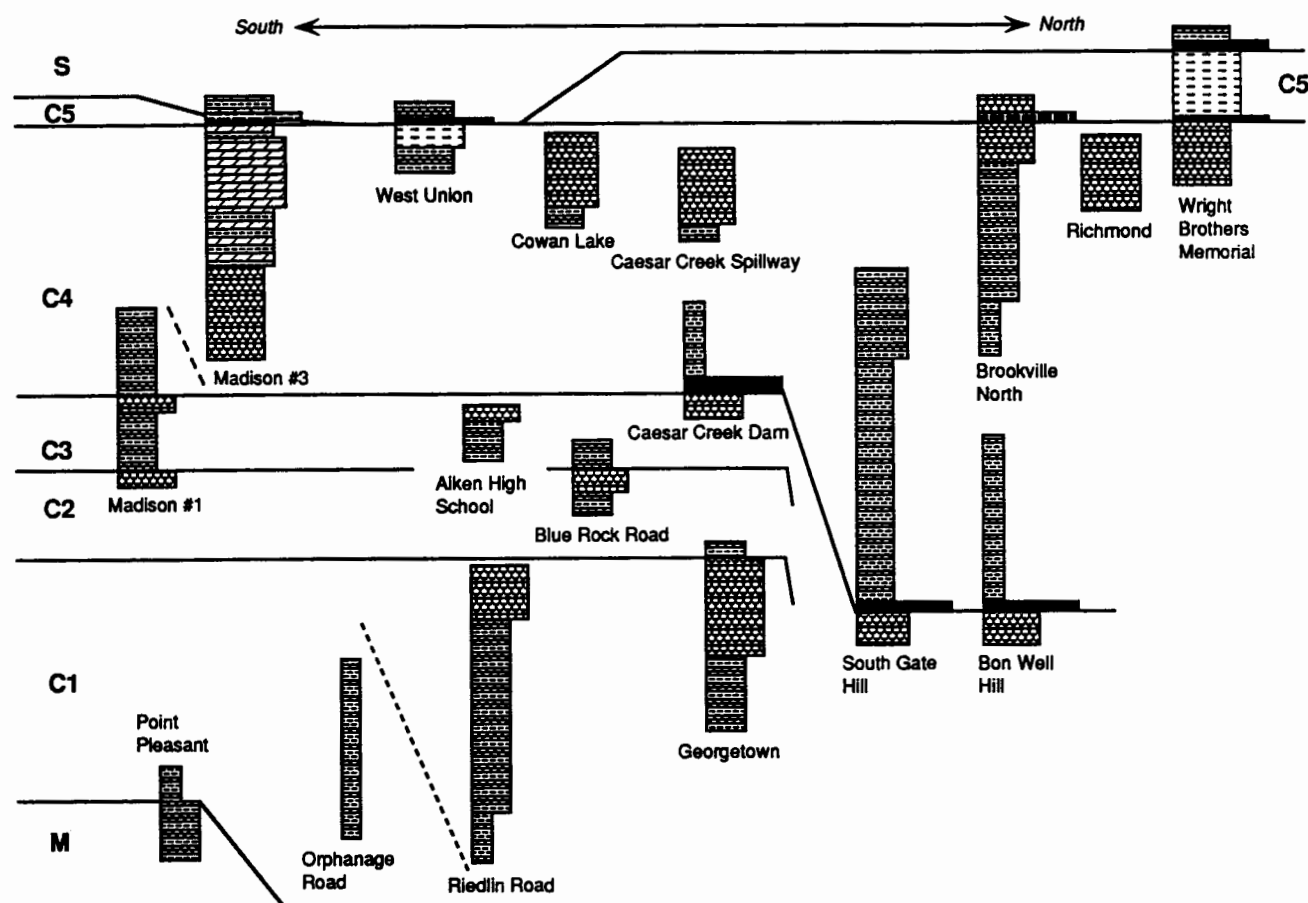 South
North
S
C5
C5
West Union
Cowan Lake
Caesar Creek Spillway
Richmond
Wright
Brothers
Memorial
C4
Madison #3
Brookville
North
Caesar Creek Dam
C3
Madison #1
Aiken High
School
C2
Blue Rock Road
South Gate
Hill
Bon Well
Hill
C1
Point
Pleasant
Georgetown
M
Orphanage
Road
Riedlin Road